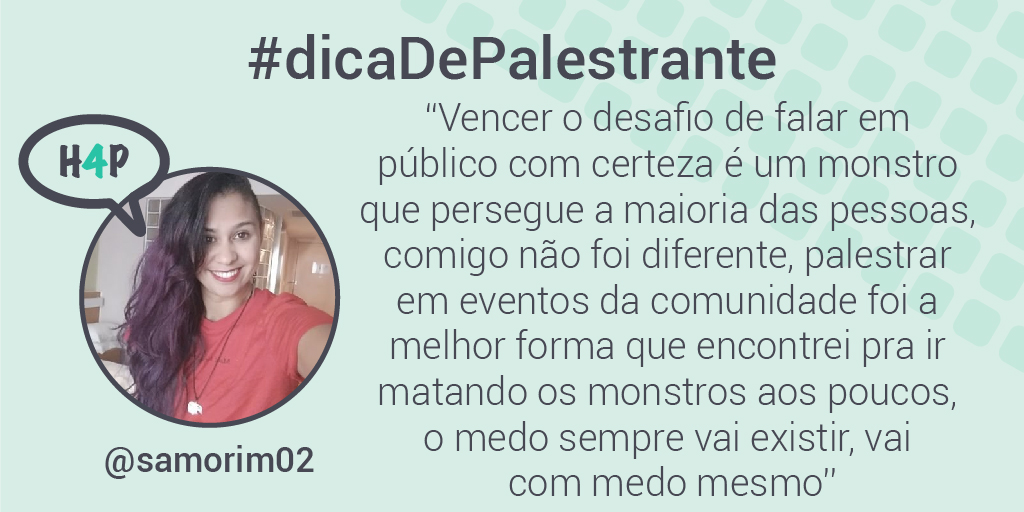 #dicaDePalestrante
H4P
“Vencer o desafio de falar em
público com certeza é um monstro
que persegue a maioria das pessoas,
comigo não foi diferente, palestrar
em eventos da comunidade foi a
melhor forma que encontrei pra ir
matando os monstros aos poucos,
o medo sempre vai existir, vai
com medo mesmo”
@samorim02